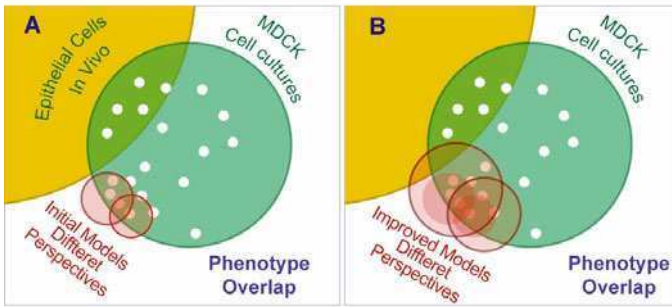 A
Epithelial Cells
In Vivo
MDCK
Cell cultures
Initial Models
Differet
Perspectives
Phenotype
Overlap
B
MDCK
Cell cultures
Improved Models
Differet
Perspectives
Phenotype
Overlap